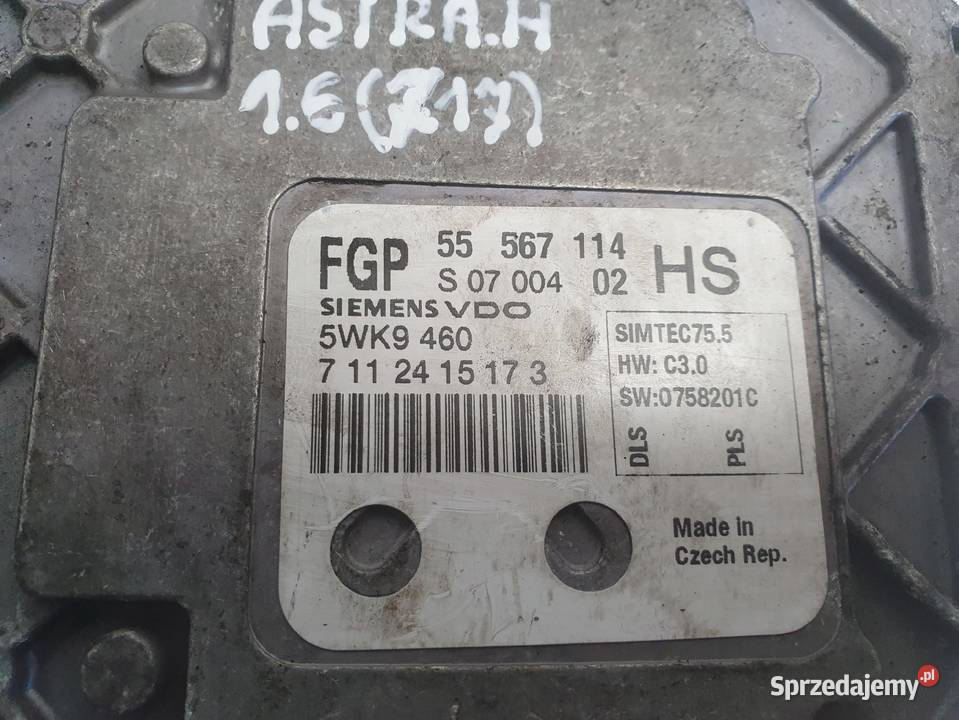 ASTRA.H
1.6(Z17)
FGP 55 567 114 HS
S 07 004 02
SIEMENS VDO
5WK9 460
7 11 24 15 17 3
SIMTEC75.5
HW: C3.0
SW:0758201C
DLS PLS
Made in
Czech Rep.
Sprzedajemy.pl